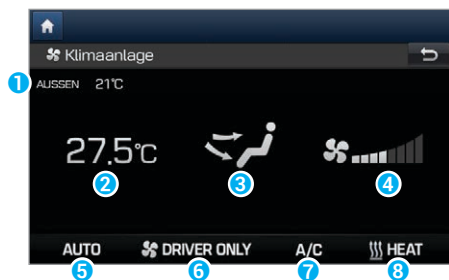 Klimaanlage
1 AUSSEN 21℃
27.5℃
2 3 4
AUTO DRIVER ONLY A/C HEAT
5 6 7 8